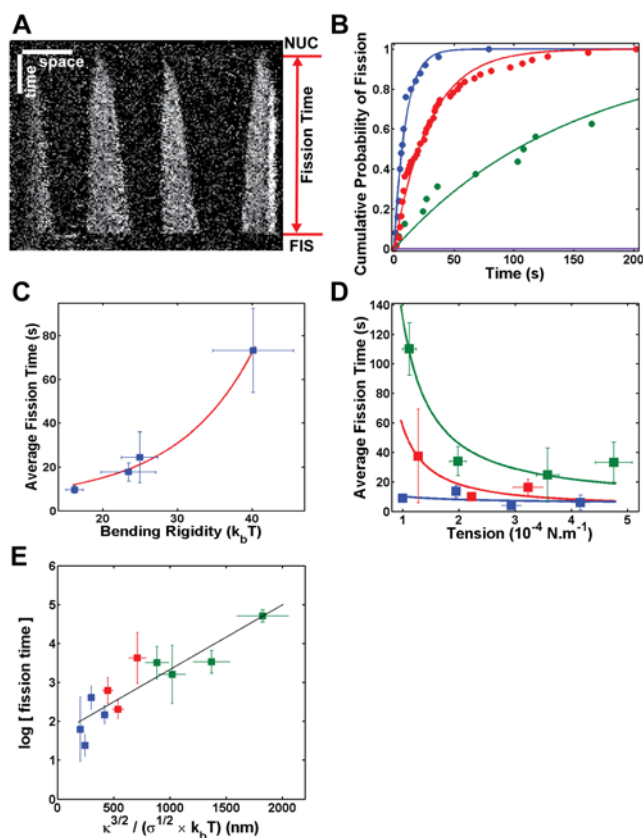 A
space
time
NUC
Fission Time
FIS
B
Cumulative Probability of Fission
1
0.8
0.6
0.4
0.2
0
0 50 100 150 200
Time (s)
C
Average Fission Time (s)
80
60
40
20
0
20 30 40
Bending Rigidity (k_bT)
D
Average Fission Time (s)
140
120
100
80
60
40
20
0
1 2 3 4 5
Tension (10⁻⁴ N.m⁻¹)
E
log [ fission time ]
6
5
4
3
2
1
0
0 500 1000 1500 2000
κ^3/2 / (σ^1/2 × k_bT) (nm)